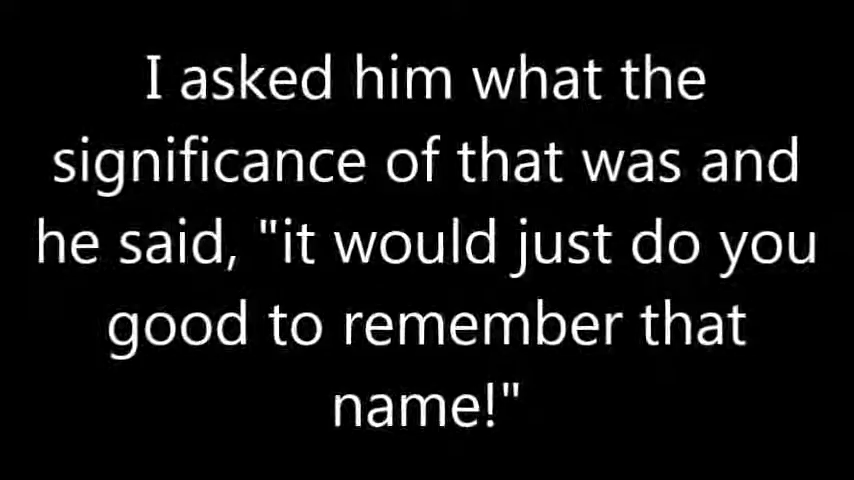 I asked him what the
significance of that was and
he said, "it would just do you
good to remember that
name!"